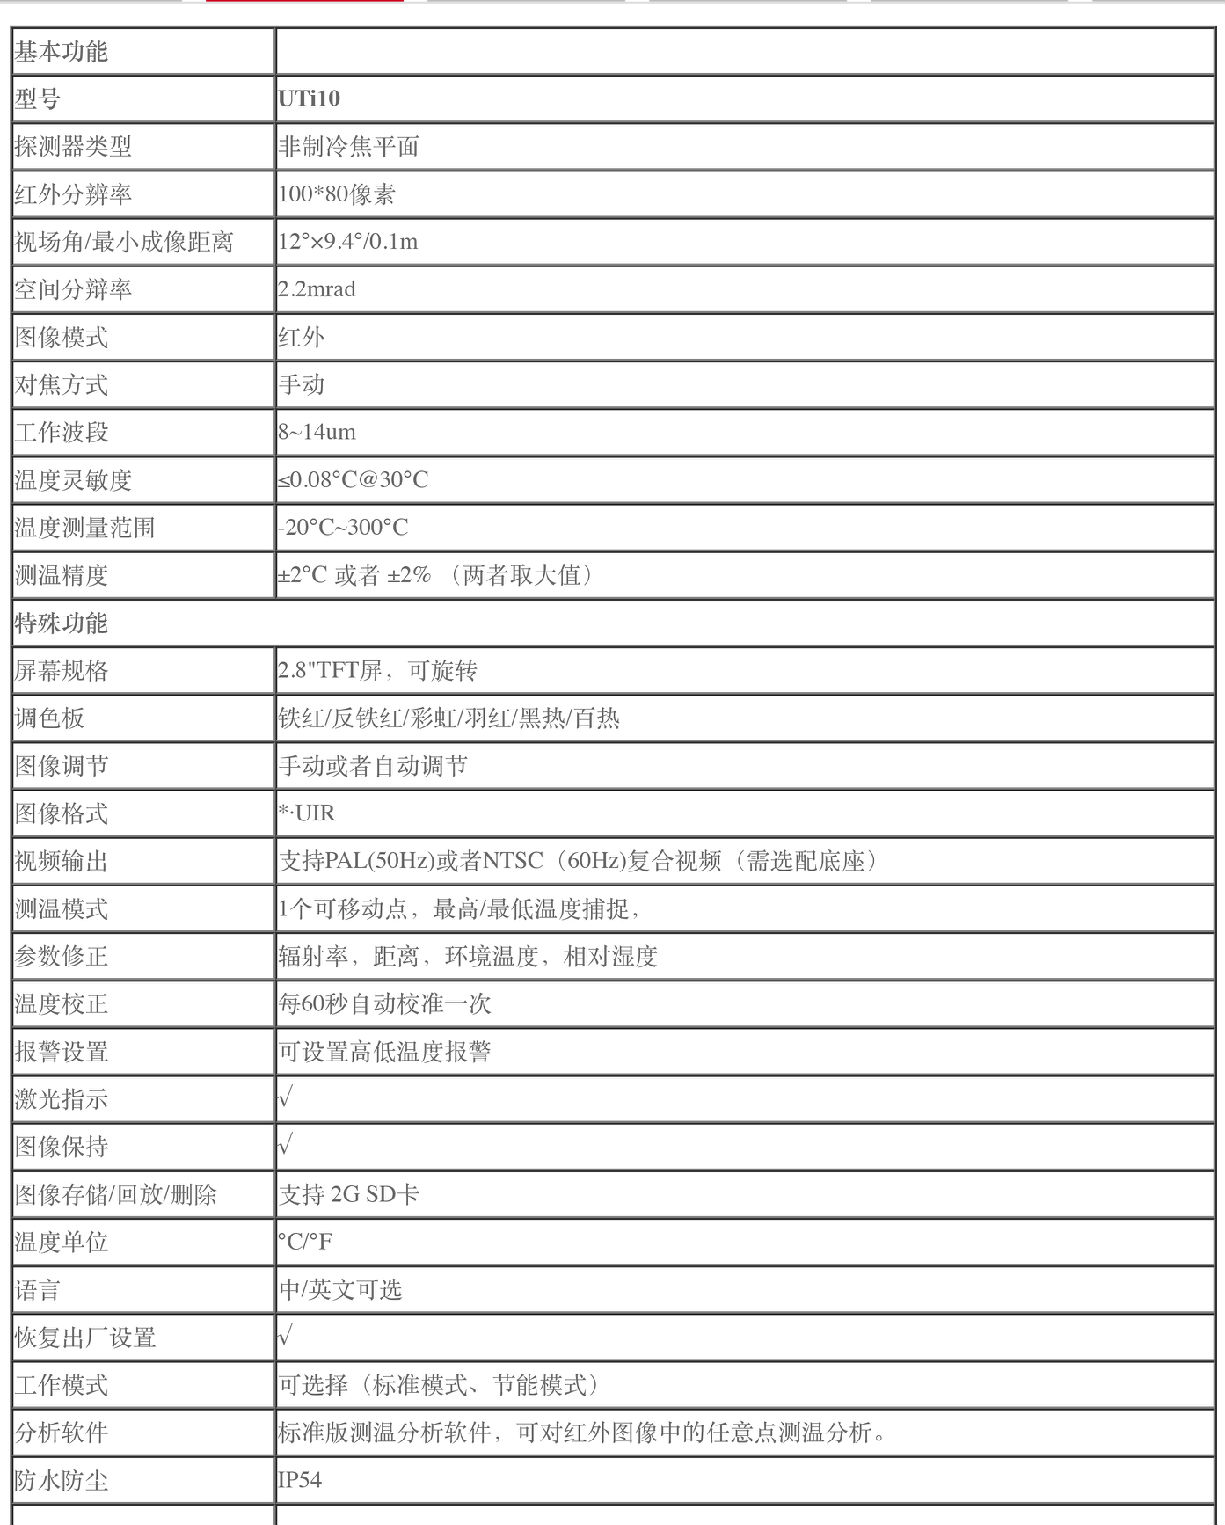 基本功能
型号 UTi10
探测器类型 非制冷焦平面
红外分辨率 100*80像素
视场角/最小成像距离 12°×9.4°/0.1m
空间分辩率 2.2mrad
图像模式 红外
对焦方式 手动
工作波段 8~14um
温度灵敏度 ≤0.08°C@30°C
温度测量范围 -20°C~300°C
测温精度 ±2°C 或者 ±2% （两者取大值）
特殊功能
屏幕规格 2.8"TFT屏，可旋转
调色板 铁红/反铁红/彩虹/羽红/黑热/百热
图像调节 手动或者自动调节
图像格式 *·UIR
视频输出 支持PAL(50Hz)或者NTSC（60Hz)复合视频（需选配底座）
测温模式 1个可移动点，最高/最低温度捕捉，
参数修正 辐射率，距离，环境温度，相对湿度
温度校正 每60秒自动校准一次
报警设置 可设置高低温度报警
激光指示 √
图像保持 √
图像存储/回放/删除 支持 2G SD卡
温度单位 °C/°F
语言 中/英文可选
恢复出厂设置 √
工作模式 可选择（标准模式、节能模式）
分析软件 标准版测温分析软件，可对红外图像中的任意点测温分析。
防水防尘 IP54